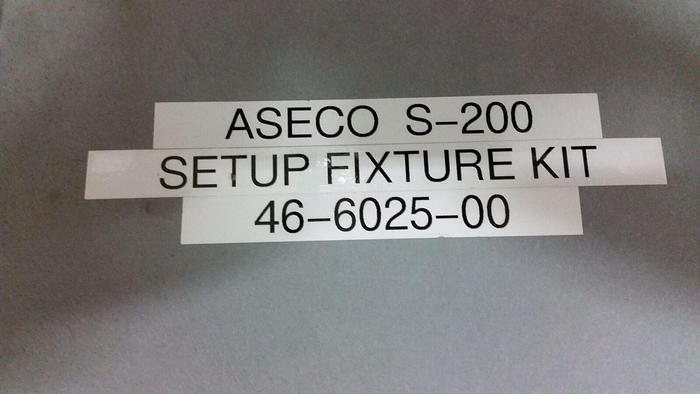 ASECO S-200
SETUP FIXTURE KIT
46-6025-00